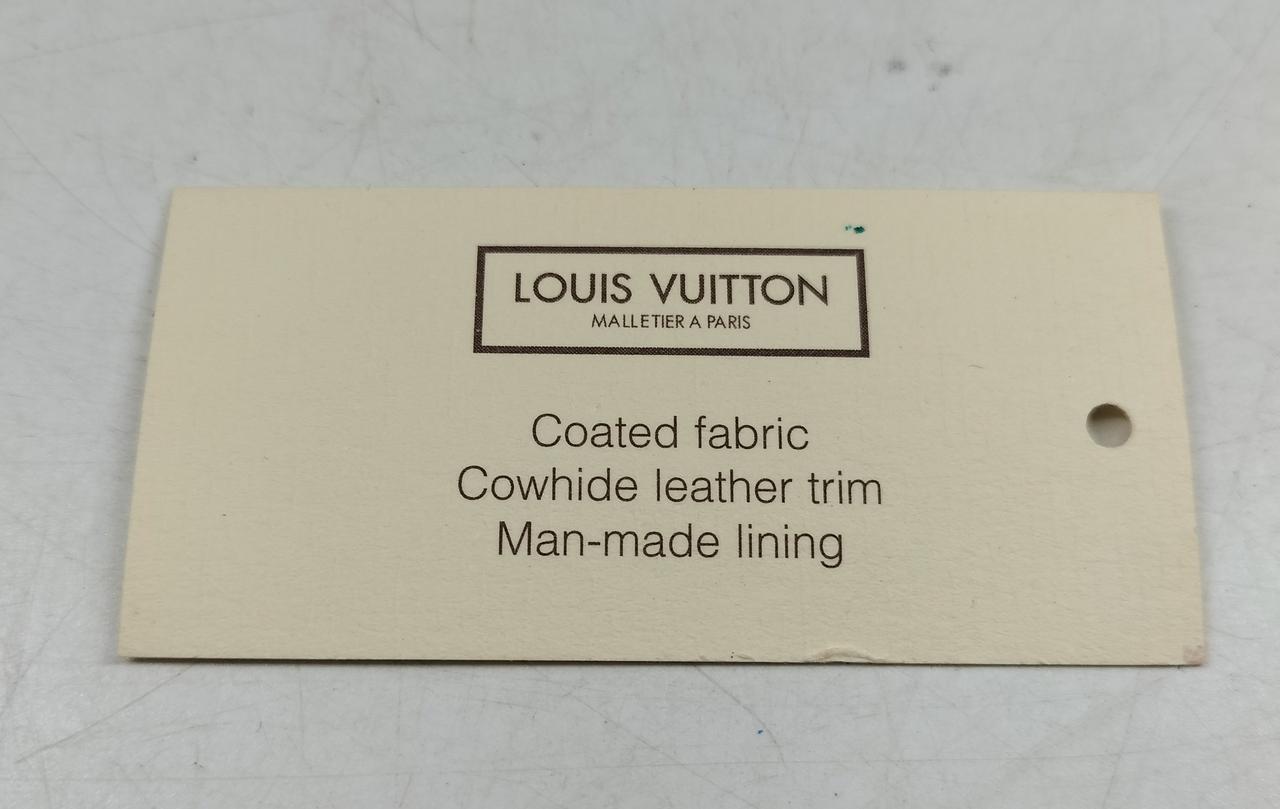 LOUIS VUITTON
MALLETIER A PARIS
Coated fabric
Cowhide leather trim
Man-made lining